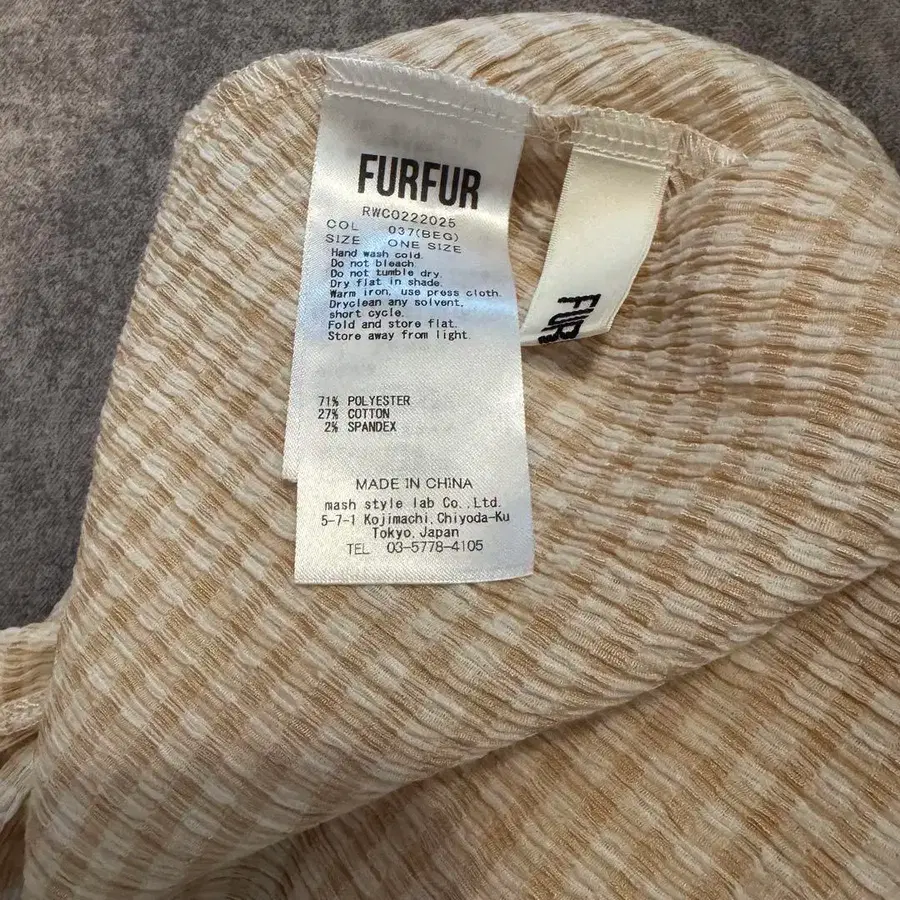 FURFUR
RWC0222025
COL 037(BEG)
SIZE ONE SIZE
Hand wash cold.
Do not bleach.
Do not tumble dry.
Dry flat in shade.
Warm iron, use press cloth.
Dryclean any solvent,
short cycle.
Fold and store flat.
Store away from light.
71% POLYESTER
27% COTTON
2% SPANDEX
MADE IN CHINA
mash style lab Co.,Ltd.
5-7-1 Kojimachi,Chiyoda-Ku
Tokyo,Japan
TEL 03-5778-4105
FUR